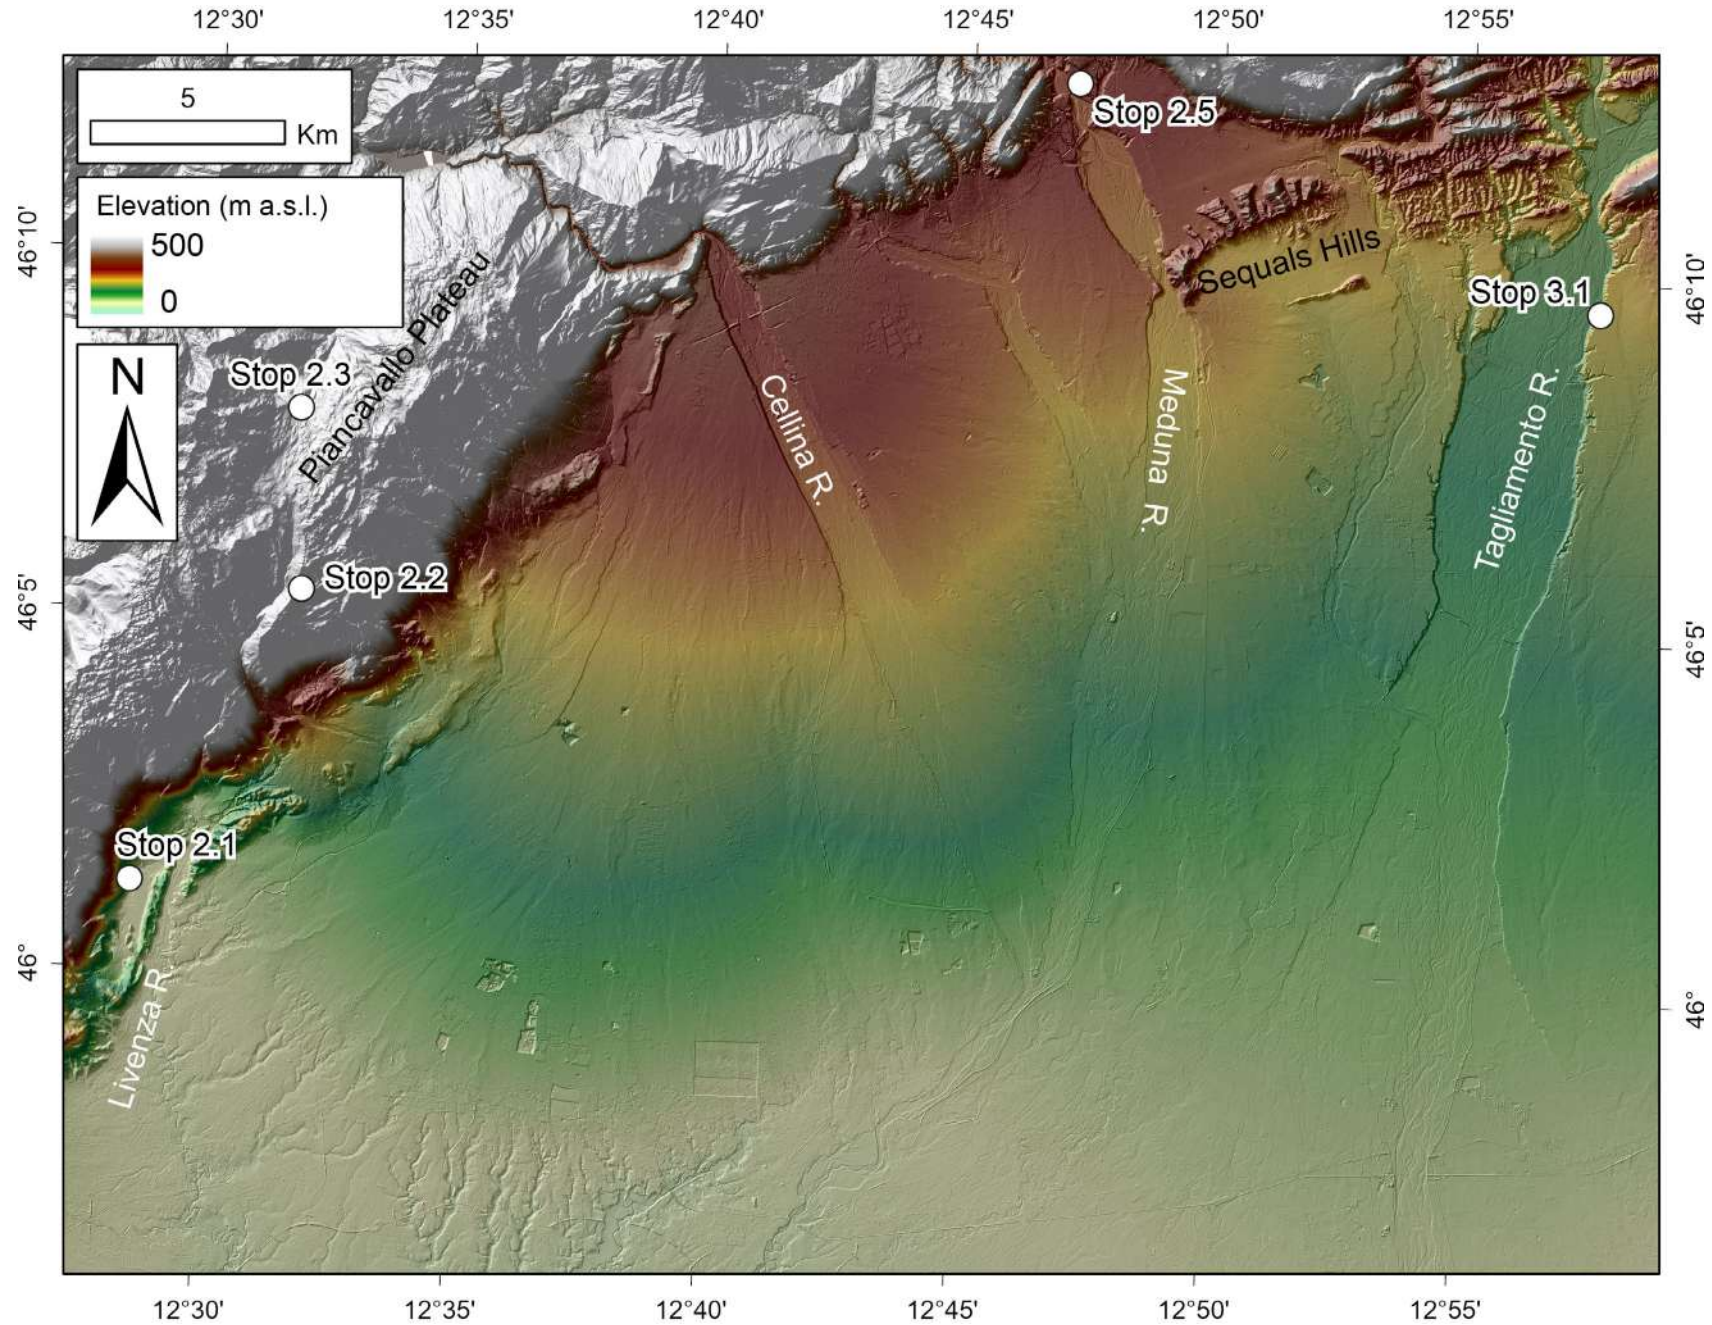 12°30' 12°35' 12°40' 12°45' 12°50' 12°55'
5
Km
Stop 2.5
Elevation (m a.s.l.)
500
0
46°10'
46°10'
Sequals Hills
Stop 3.1
N
Stop 2.3
Piancavallo Plateau
Cellina R.
Meduna R.
Tagliamento R.
Stop 2.2
46°5'
46°5'
Stop 2.1
46°
46°
Livenza R.
12°30' 12°35' 12°40' 12°45' 12°50' 12°55'